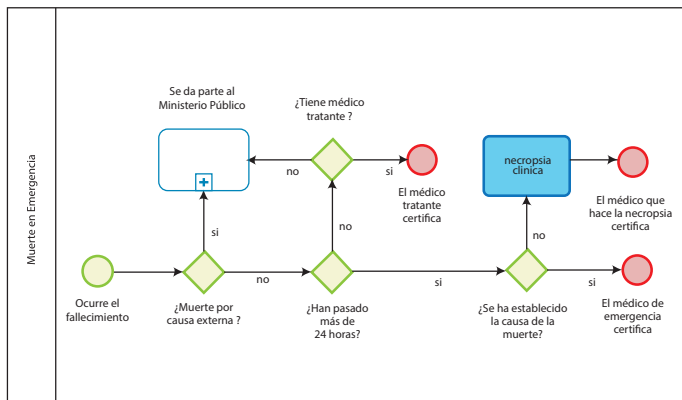 Muerte en Emergencia
Se da parte al
Ministerio Público
¿Tiene médico
tratante ?
no
si
El médico
tratante
certifica
necropsia
clínica
El médico que
hace la necropsia
certifica
si
no
no
Ocurre el
fallecimiento
¿Muerte por
causa externa ?
no
¿Han pasado
más de
24 horas?
si
¿Se ha establecido
la causa de la
muerte?
si
El médico de
emergencia
certifica